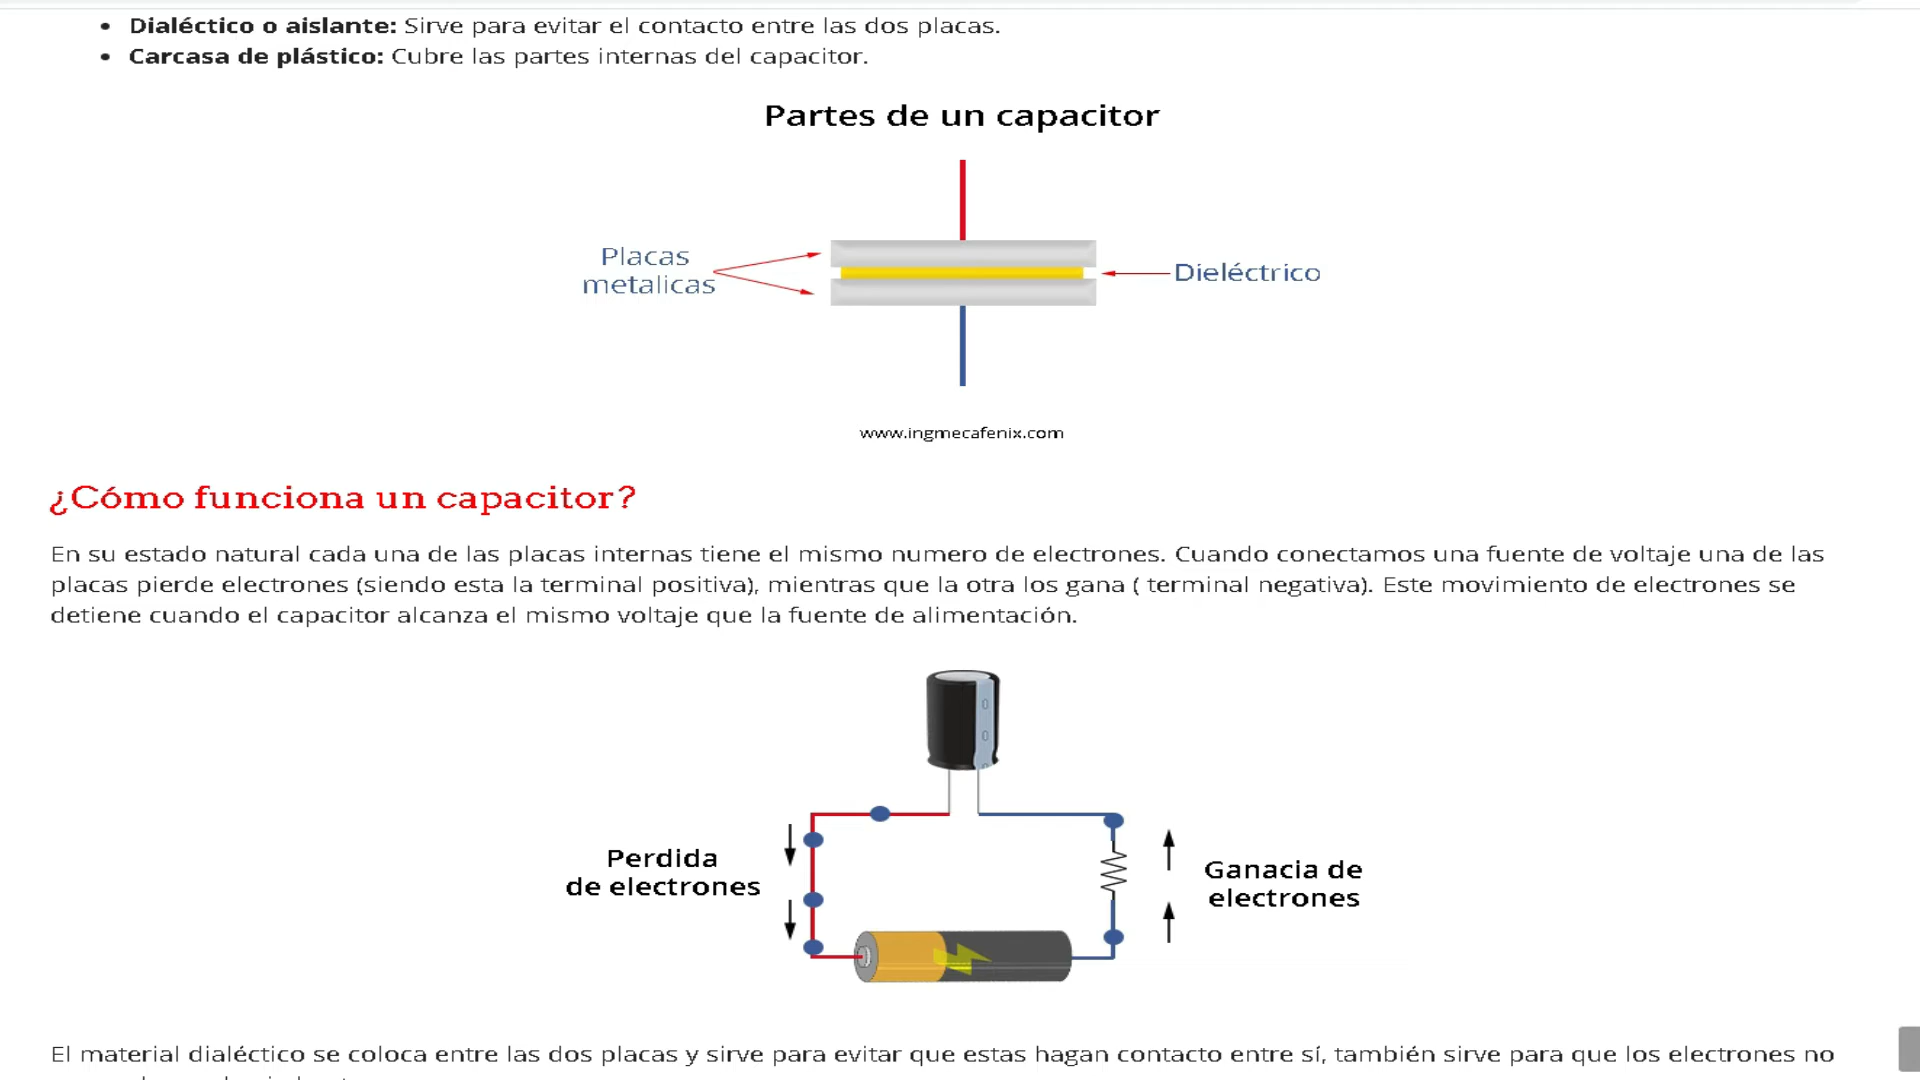 Dialéctico o aislante: Sirve para evitar el contacto entre las dos placas.
Carcasa de plástico: Cubre las partes internas del capacitor.
Partes de un capacitor
Placas
metalicas
Dieléctrico
www.ingmecafenix.com
¿Cómo funciona un capacitor?
En su estado natural cada una de las placas internas tiene el mismo numero de electrones. Cuando conectamos una fuente de voltaje una de las
placas pierde electrones (siendo esta la terminal positiva), mientras que la otra los gana ( terminal negativa). Este movimiento de electrones se
detiene cuando el capacitor alcanza el mismo voltaje que la fuente de alimentación.
Perdida
de electrones
Ganacia de
electrones
El material dialéctico se coloca entre las dos placas y sirve para evitar que estas hagan contacto entre sí, también sirve para que los electrones no